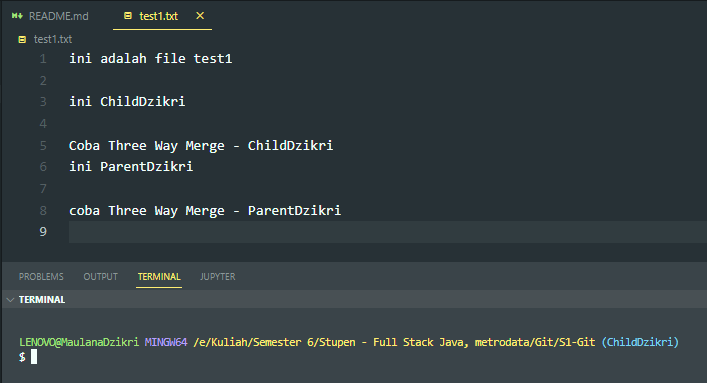 README.md test1.txt
test1.txt
1 ini adalah file test1
2
3 ini ChildDzikri
4
5 Coba Three Way Merge - ChildDzikri
6 ini ParentDzikri
7
8 coba Three Way Merge - ParentDzikri
9
PROBLEMS OUTPUT TERMINAL JUPYTER
TERMINAL
LENOVO@MaulanaDzikri MINGW64 /e/Kuliah/Semester 6/Stupen - Full Stack Java, metrodata/Git/S1-Git (ChildDzikri)
$